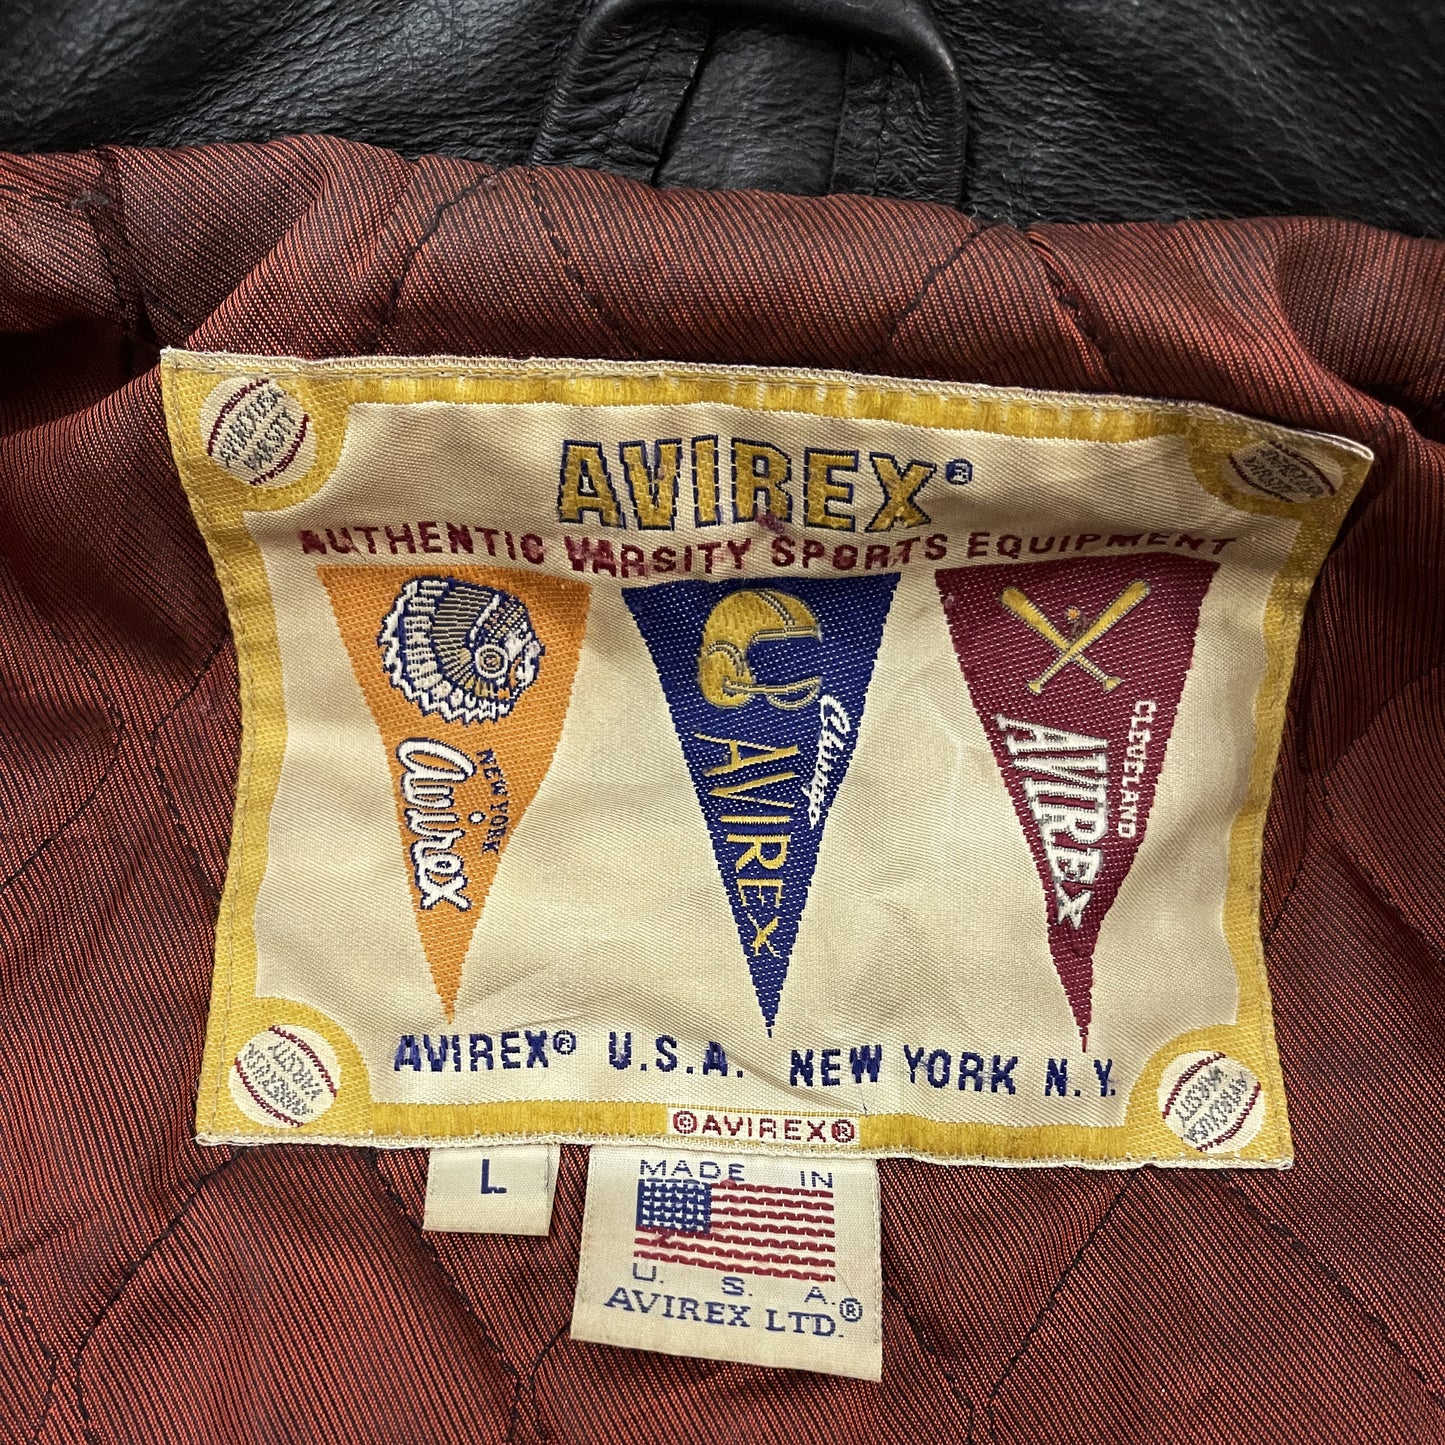 AVIREX®
AUTHENTIC VARSITY SPORTS EQUIPMENT
NEW YORK
Avirex
Chicago
AVIREX
CLEVELAND
AVIREX
AVIREX® U.S.A. NEW YORK N.Y.
©AVIREX®
L
MADE IN
U. S. A.
AVIREX LTD.®